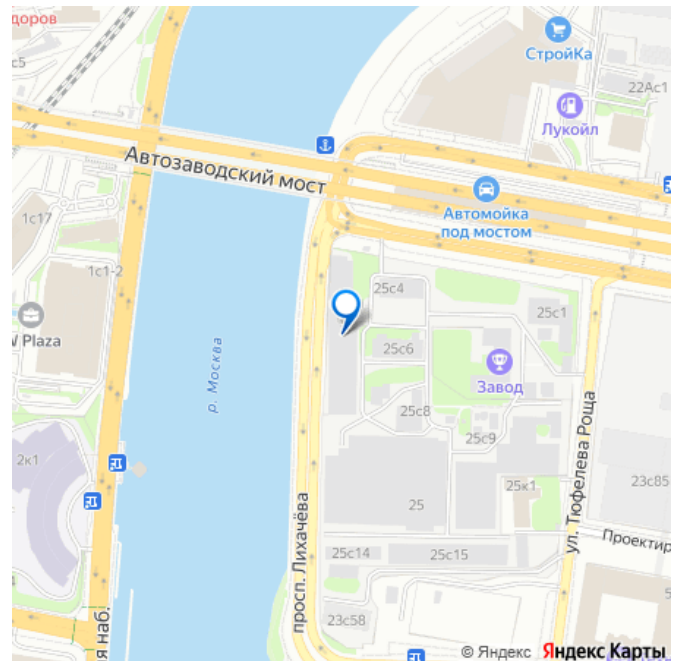 доров
с5
СтройКа
22Ас1
Лукойл
Автозаводский мост
Автомойка
под мостом
1с17
1с1-2
25с4
25с1
W Plaza
25с6
Завод
р. Москва
25с8
25с9
ул. Тюфелева Роща
2к1
25к1
23с85
25
просп. Лихачёва
Проектир
25с14
25с15
5
23с58
я наб.
© Яндекс Яндекс Карты